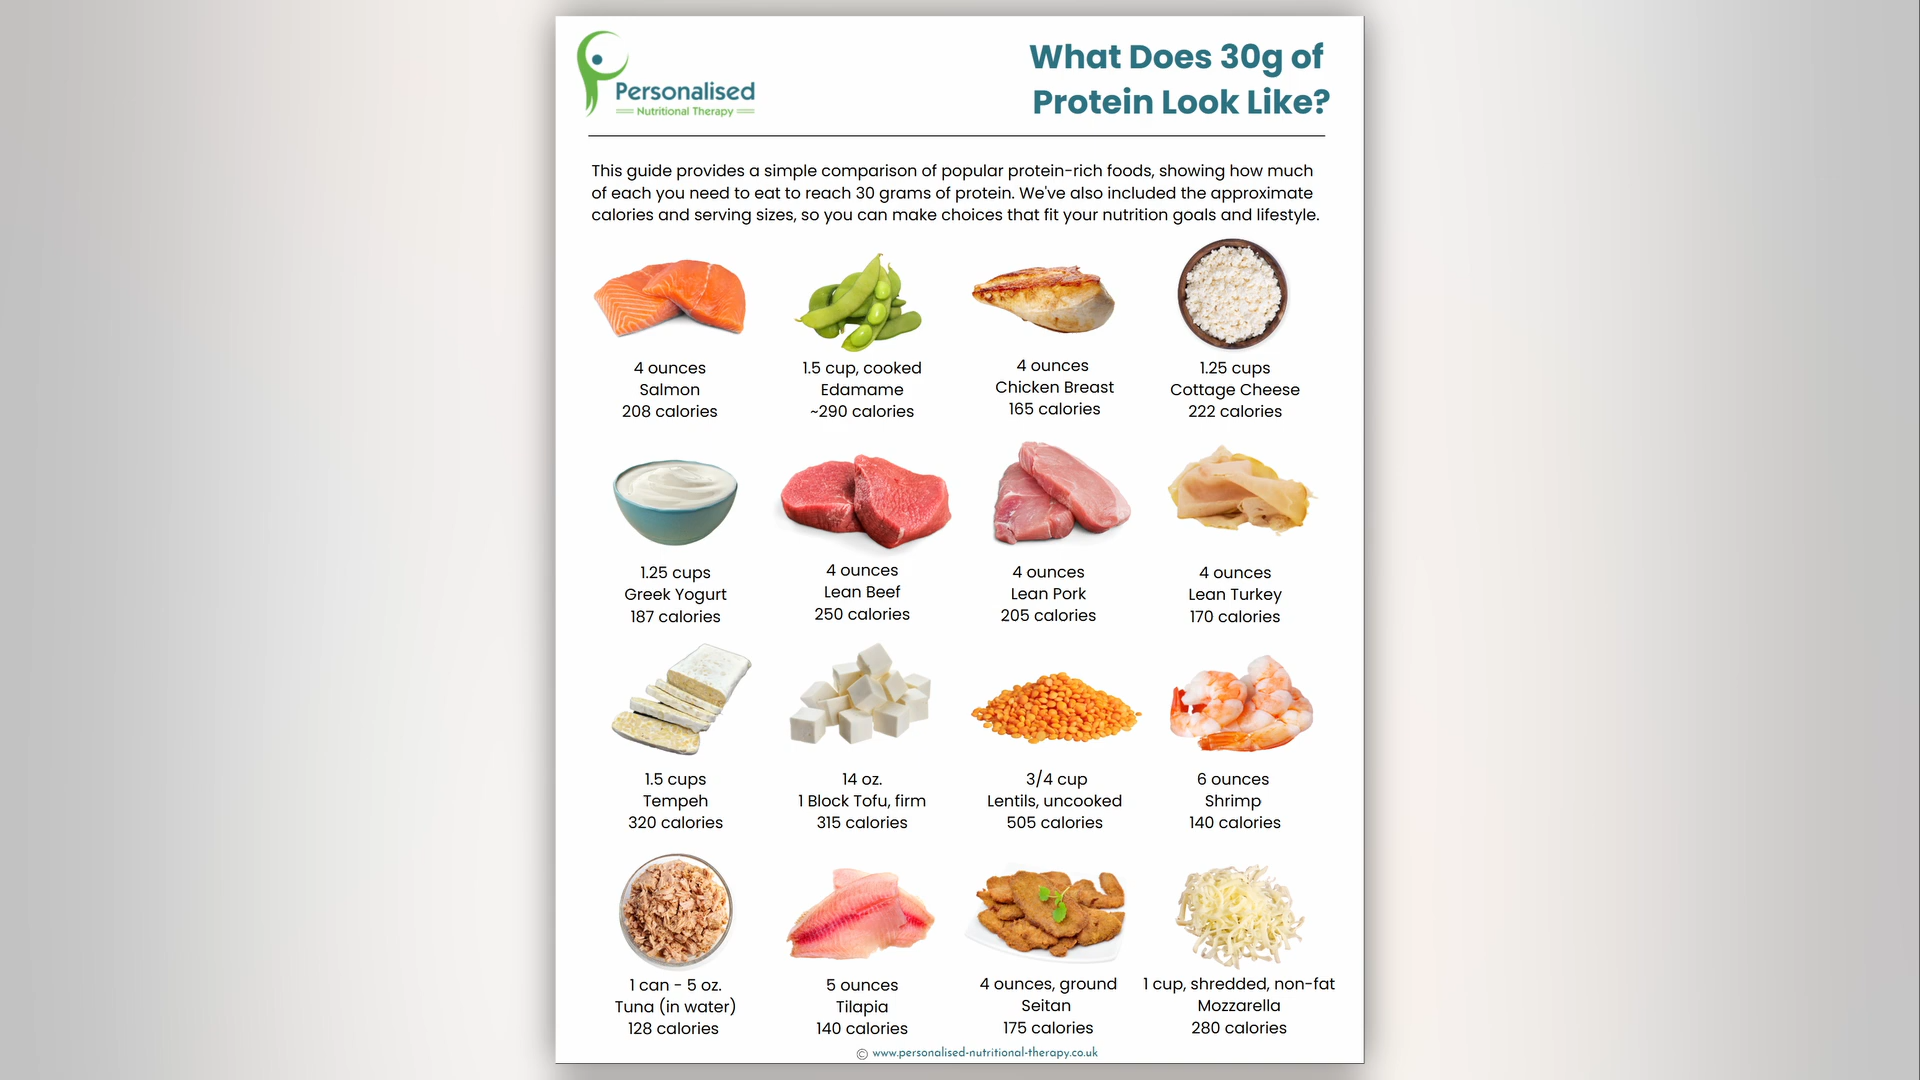 Personalised
Nutritional Therapy
What Does 30g of
Protein Look Like?
This guide provides a simple comparison of popular protein-rich foods, showing how much
of each you need to eat to reach 30 grams of protein. We've also included the approximate
calories and serving sizes, so you can make choices that fit your nutrition goals and lifestyle.
4 ounces
Salmon
208 calories
1.5 cup, cooked
Edamame
~290 calories
4 ounces
Chicken Breast
165 calories
1.25 cups
Cottage Cheese
222 calories
1.25 cups
Greek Yogurt
187 calories
4 ounces
Lean Beef
250 calories
4 ounces
Lean Pork
205 calories
4 ounces
Lean Turkey
170 calories
1.5 cups
Tempeh
320 calories
14 oz.
1 Block Tofu, firm
315 calories
3/4 cup
Lentils, uncooked
505 calories
6 ounces
Shrimp
140 calories
1 can - 5 oz.
Tuna (in water)
128 calories
5 ounces
Tilapia
140 calories
4 ounces, ground
Seitan
175 calories
1 cup, shredded, non-fat
Mozzarella
280 calories
© www.personalised-nutritional-therapy.co.uk